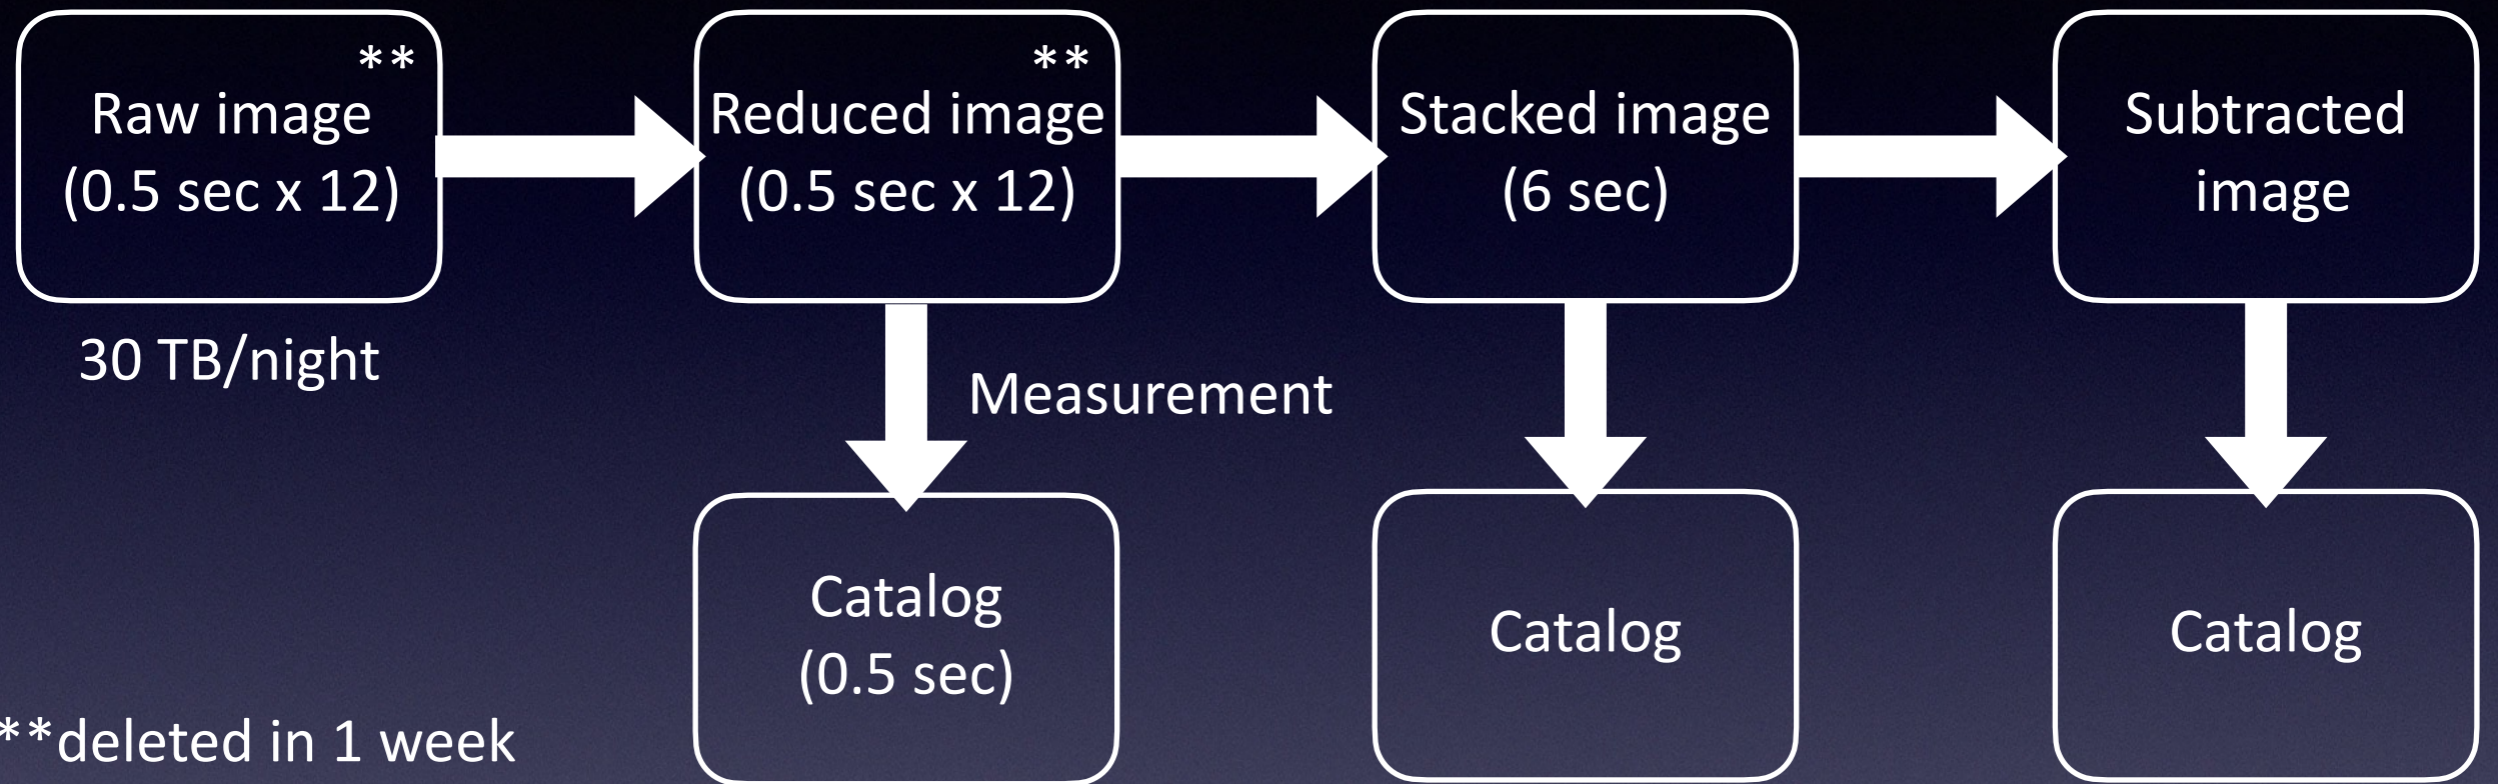 **
Raw image
(0.5 sec x 12)
**
Reduced image
(0.5 sec x 12)
Stacked image
(6 sec)
Subtracted
image
30 TB/night
Measurement
Catalog
(0.5 sec)
Catalog
Catalog
**deleted in 1 week